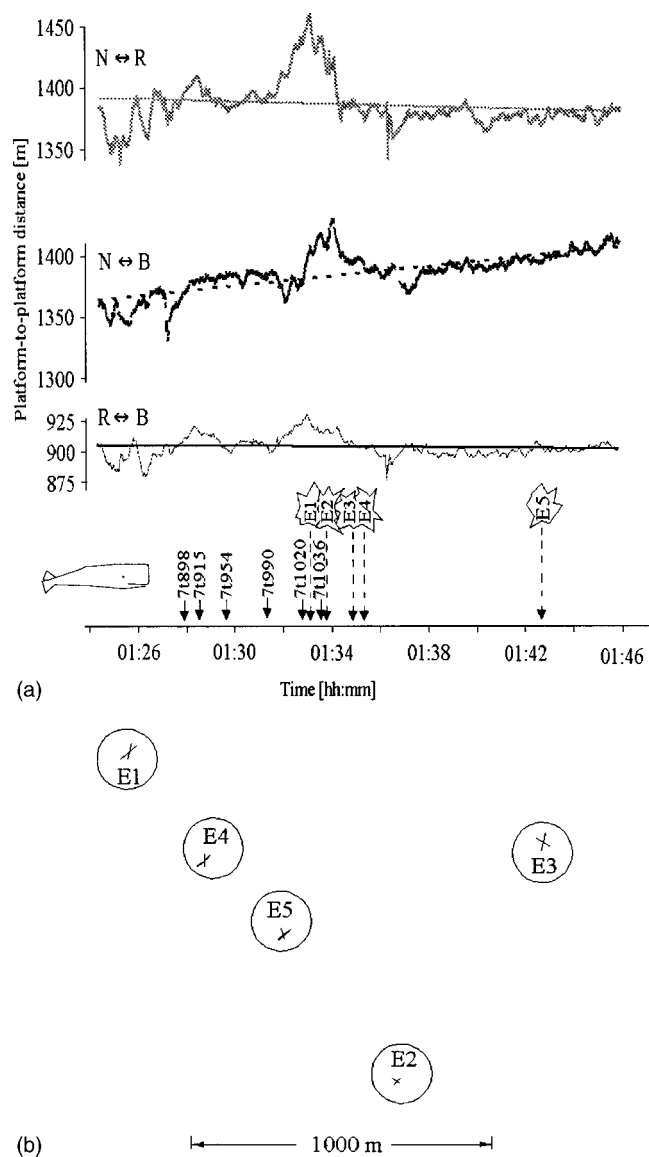 Platform-to-platform distance [m]
1450
N ⇔ R
1400
1350
N ⇔ B
1400
1350
1300
925
R ⇔ B
900
875
E1
E2
E3
E4
E5
7t898
7t915
7t954
7t990
7t1020
7t1036
01:26
01:30
01:34
01:38
01:42
01:46
(a)
Time [hh:mm]
E1
E4
E3
E5
E2
(b)
1000 m